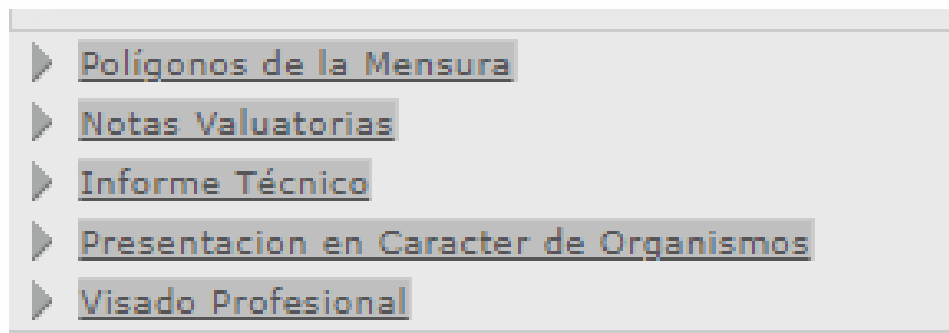 Polígonos de la Mensura
Notas Valuatorias
Informe Técnico
Presentacion en Caracter de Organismos
Visado Profesional